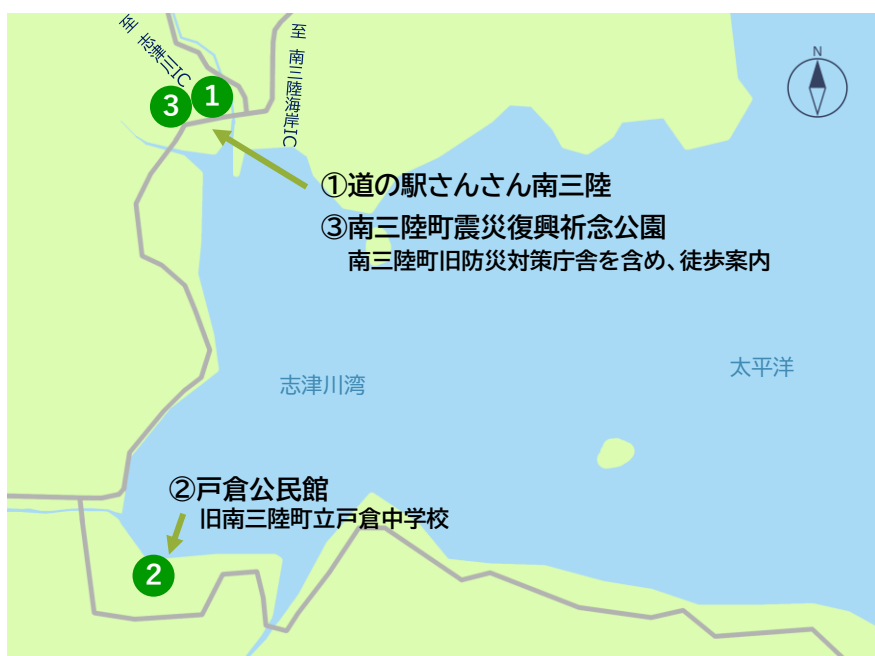 至 志津川IC
至 南三陸海岸IC
N
3
1
①道の駅さんさん南三陸
③南三陸町震災復興祈念公園
南三陸町旧防災対策庁舎を含め、徒歩案内
太平洋
志津川湾
②戸倉公民館
旧南三陸町立戸倉中学校
2